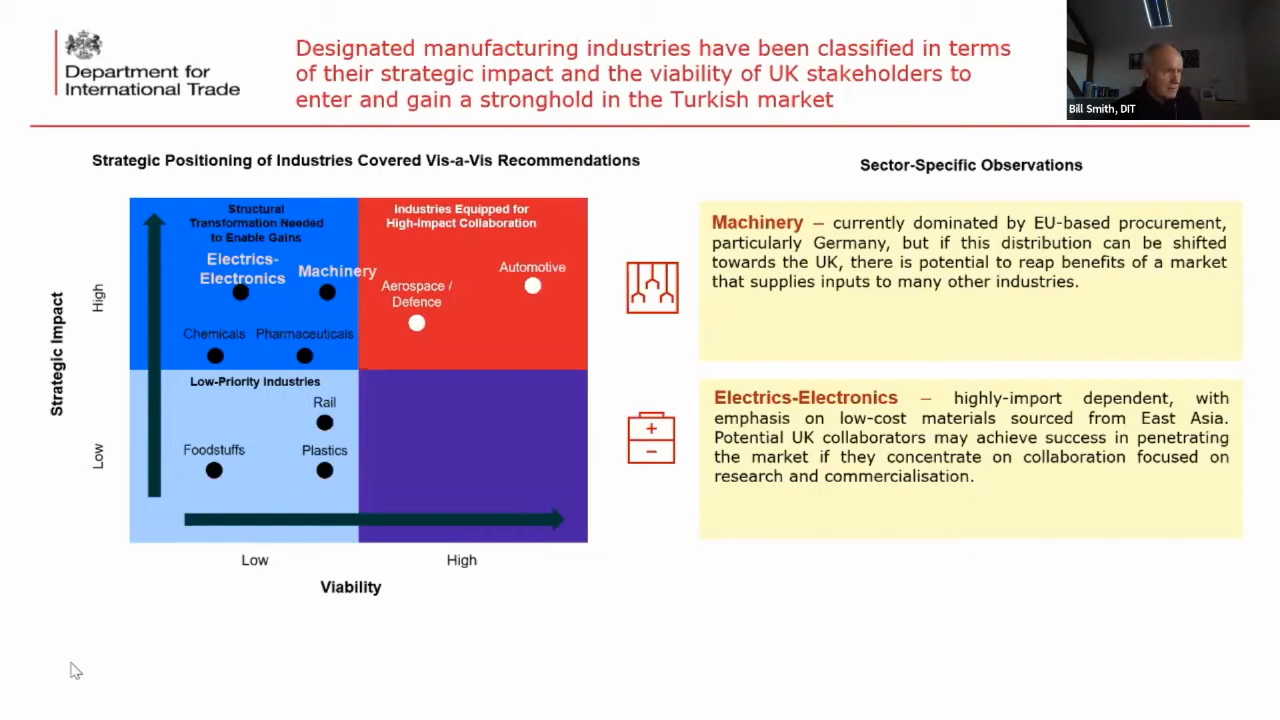 Department for
International Trade
Designated manufacturing industries have been classified in terms
of their strategic impact and the viability of UK stakeholders to
enter and gain a stronghold in the Turkish market
Bill Smith, DIT
Strategic Positioning of Industries Covered Vis-a-Vis Recommendations
Strategic Impact
High
Low
Structural
Transformation Needed
to Enable Gains
Electrics-
Electronics
Machinery
Chemicals
Pharmaceuticals
Industries Equipped for
High-Impact Collaboration
Automotive
Aerospace /
Defence
Low-Priority Industries
Rail
Foodstuffs
Plastics
Low
High
Viability
Sector-Specific Observations
Machinery – currently dominated by EU-based procurement,
particularly Germany, but if this distribution can be shifted
towards the UK, there is potential to reap benefits of a market
that supplies inputs to many other industries.
Electrics-Electronics – highly-import dependent, with
emphasis on low-cost materials sourced from East Asia.
Potential UK collaborators may achieve success in penetrating
the market if they concentrate on collaboration focused on
research and commercialisation.